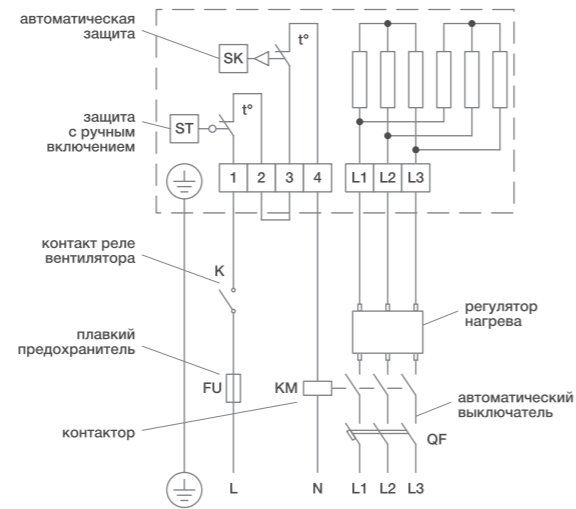 автоматическая
защита
SK
t°
защита
с ручным
включением
ST
t°
1 2 3 4 L1 L2 L3
контакт реле
вентилятора
K
регулятор
нагрева
плавкий
предохранитель
FU
KM
автоматический
выключатель
контактор
QF
L N L1 L2 L3